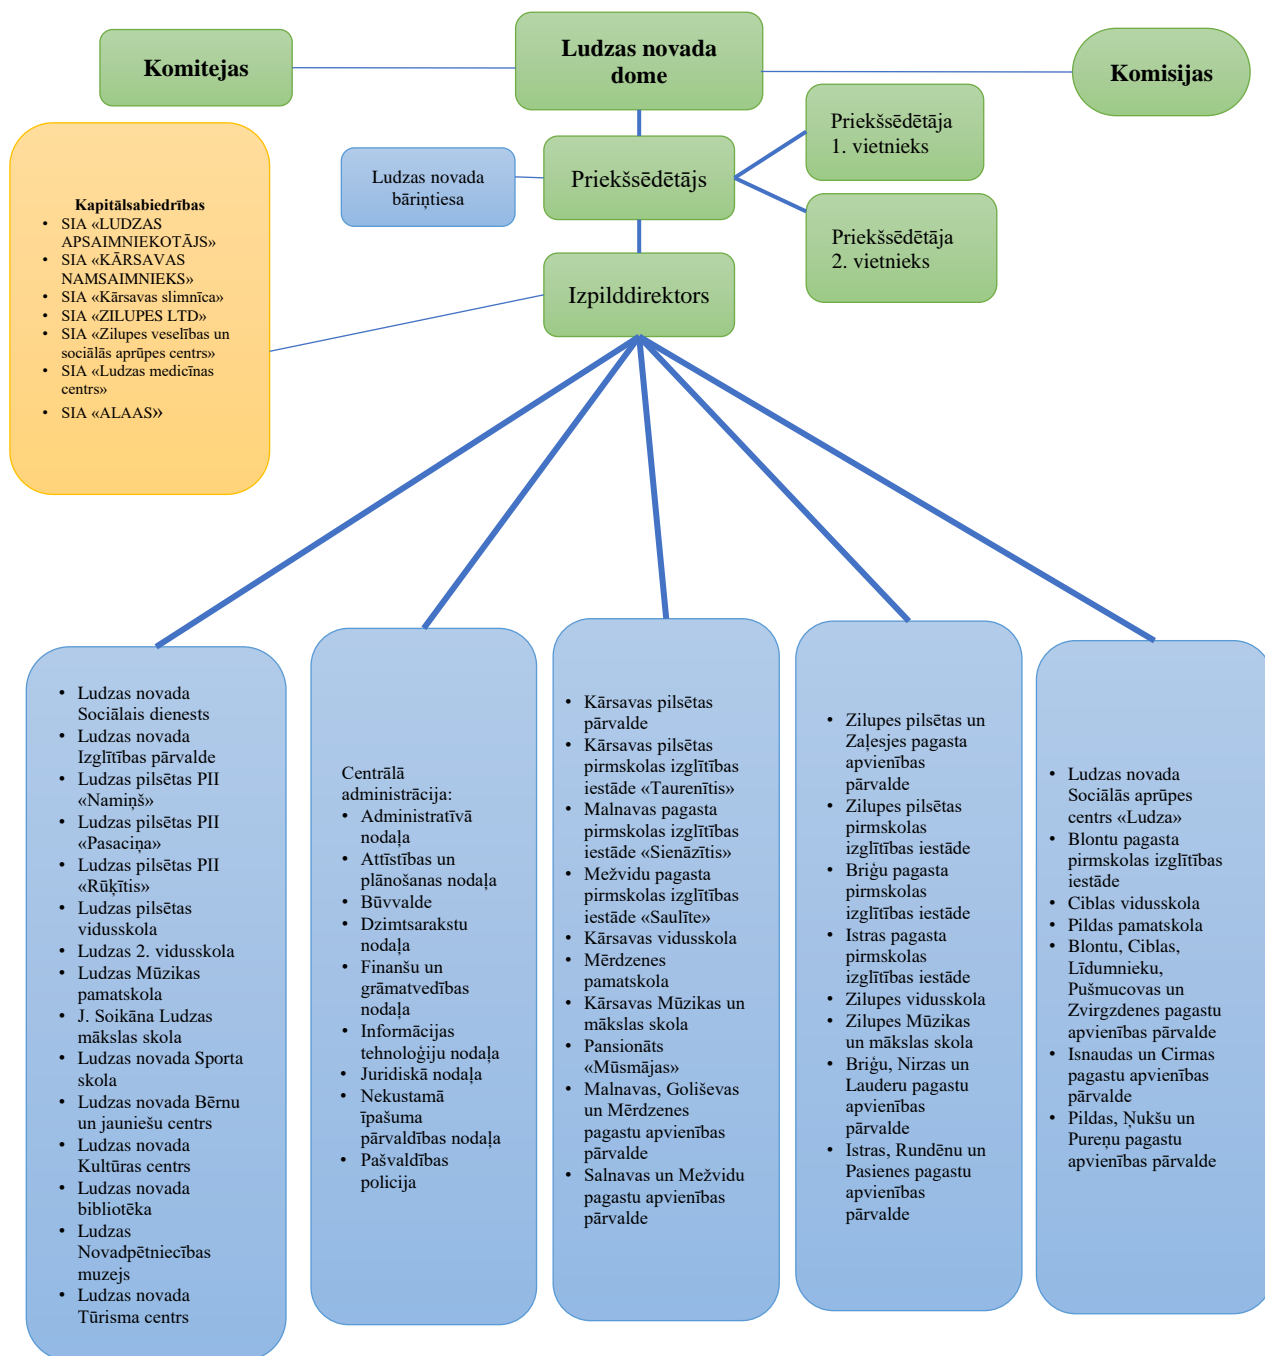 Komitejas
Ludzas novada
dome
Komisijas
Priekšsēdētāja
1. vietnieks
Ludzas novada
bāriņtiesa
Priekšsēdētājs
Priekšsēdētāja
2. vietnieks
Izpilddirektors
Kapitālsabiedrības
• SIA «LUDZAS
APSAIMNIEKOTĀJS»
• SIA «KĀRSAVAS
NAMSAIMNIEKS»
• SIA «Kārsavas slimnīca»
• SIA «ZILUPES LTD»
• SIA «Zilupes veselības un
sociālās aprūpes centrs»
• SIA «Ludzas medicīnas
centrs»
• SIA «ALAAS»
• Ludzas novada
Sociālais dienests
• Ludzas novada
Izglītības pārvalde
• Ludzas pilsētas PII
«Namiņš»
• Ludzas pilsētas PII
«Pasaciņa»
• Ludzas pilsētas PII
«Rūķītis»
• Ludzas pilsētas
vidusskola
• Ludzas 2. vidusskola
• Ludzas Mūzikas
pamatskola
• J. Soikāna Ludzas
mākslas skola
• Ludzas novada Sporta
skola
• Ludzas novada Bērnu
un jauniešu centrs
• Ludzas novada
Kultūras centrs
• Ludzas novada
bibliotēka
• Ludzas
Novadpētniecības
muzejs
• Ludzas novada
Tūrisma centrs
Centrālā
administrācija:
• Administratīvā
nodaļa
• Attīstības un
plānošanas nodaļa
• Būvvalde
• Dzimtsarakstu
nodaļa
• Finanšu un
grāmatvedības
nodaļa
• Informācijas
tehnoloģiju nodaļa
• Juridiskā nodaļa
• Nekustamā
īpašuma
pārvaldības nodaļa
• Pašvaldības
policija
• Kārsavas pilsētas
pārvalde
• Kārsavas pilsētas
pirmskolas izglītības
iestāde «Taurenītis»
• Malnavas pagasta
pirmskolas izglītības
iestāde «Sienāzītis»
• Mežvidu pagasta
pirmskolas izglītības
iestāde «Saulīte»
• Kārsavas vidusskola
• Mērdzenes
pamatskola
• Kārsavas Mūzikas un
mākslas skola
• Pansionāts
«Mūsmājas»
• Malnavas, Goliševas
un Mērdzenes
pagastu apvienības
pārvalde
• Salnavas un Mežvidu
pagastu apvienības
pārvalde
• Zilupes pilsētas un
Zaļesjes pagasta
apvienības
pārvalde
• Zilupes pilsētas
pirmskolas
izglītības iestāde
• Briģu pagasta
pirmskolas
izglītības iestāde
• Istras pagasta
pirmskolas
izglītības iestāde
• Zilupes vidusskola
• Zilupes Mūzikas
un mākslas skola
• Briģu, Nirzas un
Lauderu pagastu
apvienības
pārvalde
• Istras, Rundēnu un
Pasienes pagastu
apvienības
pārvalde
• Ludzas novada
Sociālās aprūpes
centrs «Ludza»
• Blontu pagasta
pirmskolas izglītības
iestāde
• Ciblas vidusskola
• Pildas pamatskola
• Blontu, Ciblas,
Līdumnieku,
Pušmucovas un
Zvirgzdenes pagastu
apvienības pārvalde
• Isnaudas un Cirmas
pagastu apvienības
pārvalde
• Pildas, Ņukšu un
Pureņu pagastu
apvienības pārvalde